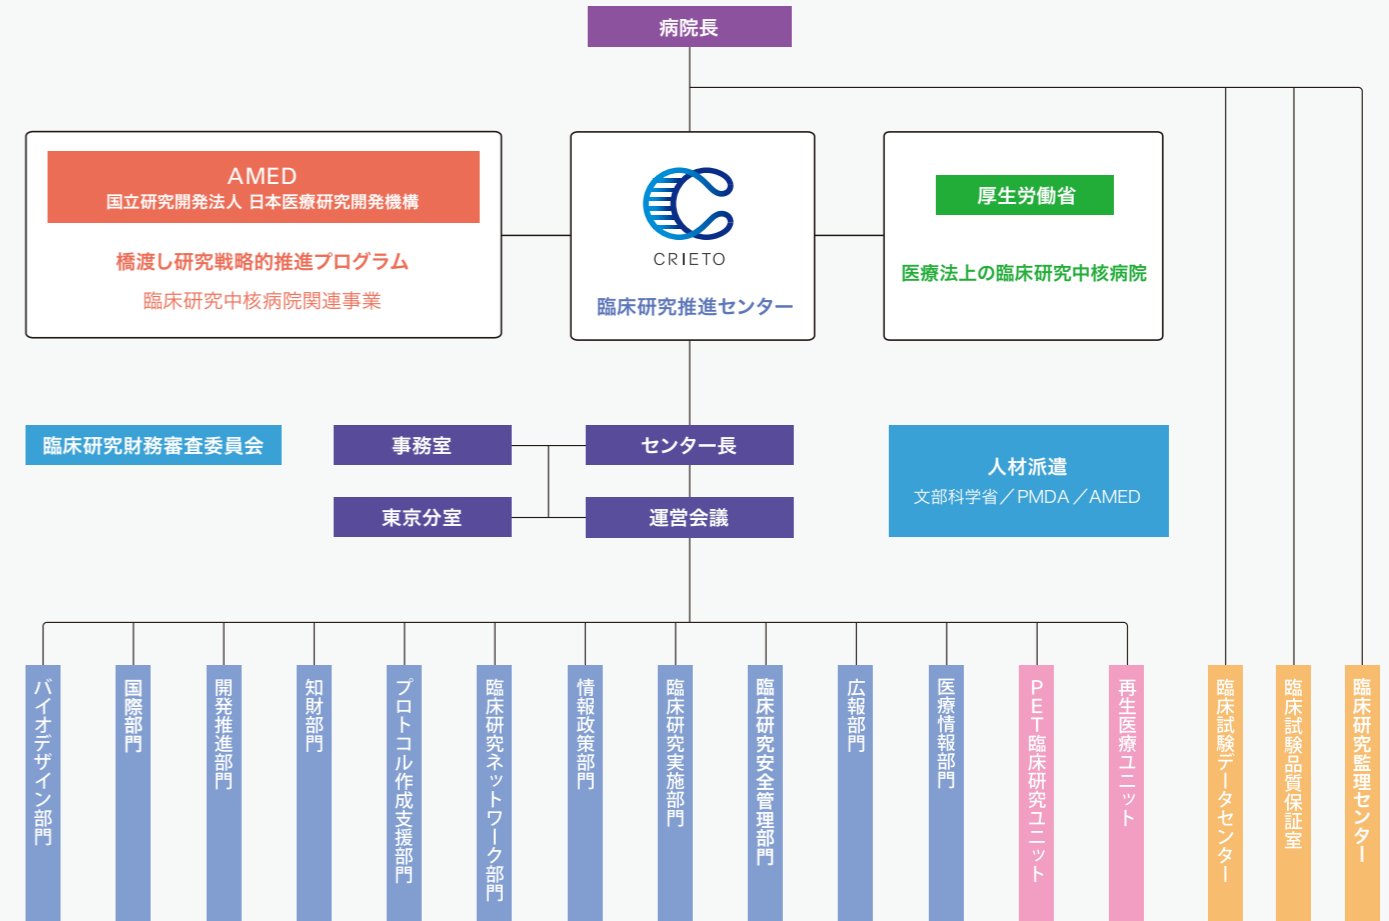 病院長
AMED
国立研究開発法人 日本医療研究開発機構
橋渡し研究戦略的推進プログラム
臨床研究中核病院関連事業
CRIETO
臨床研究推進センター
厚生労働省
医療法上の臨床研究中核病院
臨床研究財務審査委員会
事務室
センター長
東京分室
運営会議
人材派遣
文部科学省／PMDA／AMED
バイオデザイン部門
国際部門
開発推進部門
知財部門
プロトコル作成支援部門
臨床研究ネットワーク部門
情報政策部門
臨床研究実施部門
臨床研究安全管理部門
広報部門
医療情報部門
PET臨床研究ユニット
再生医療ユニット
臨床試験データセンター
臨床試験品質保証室
臨床研究監理センター